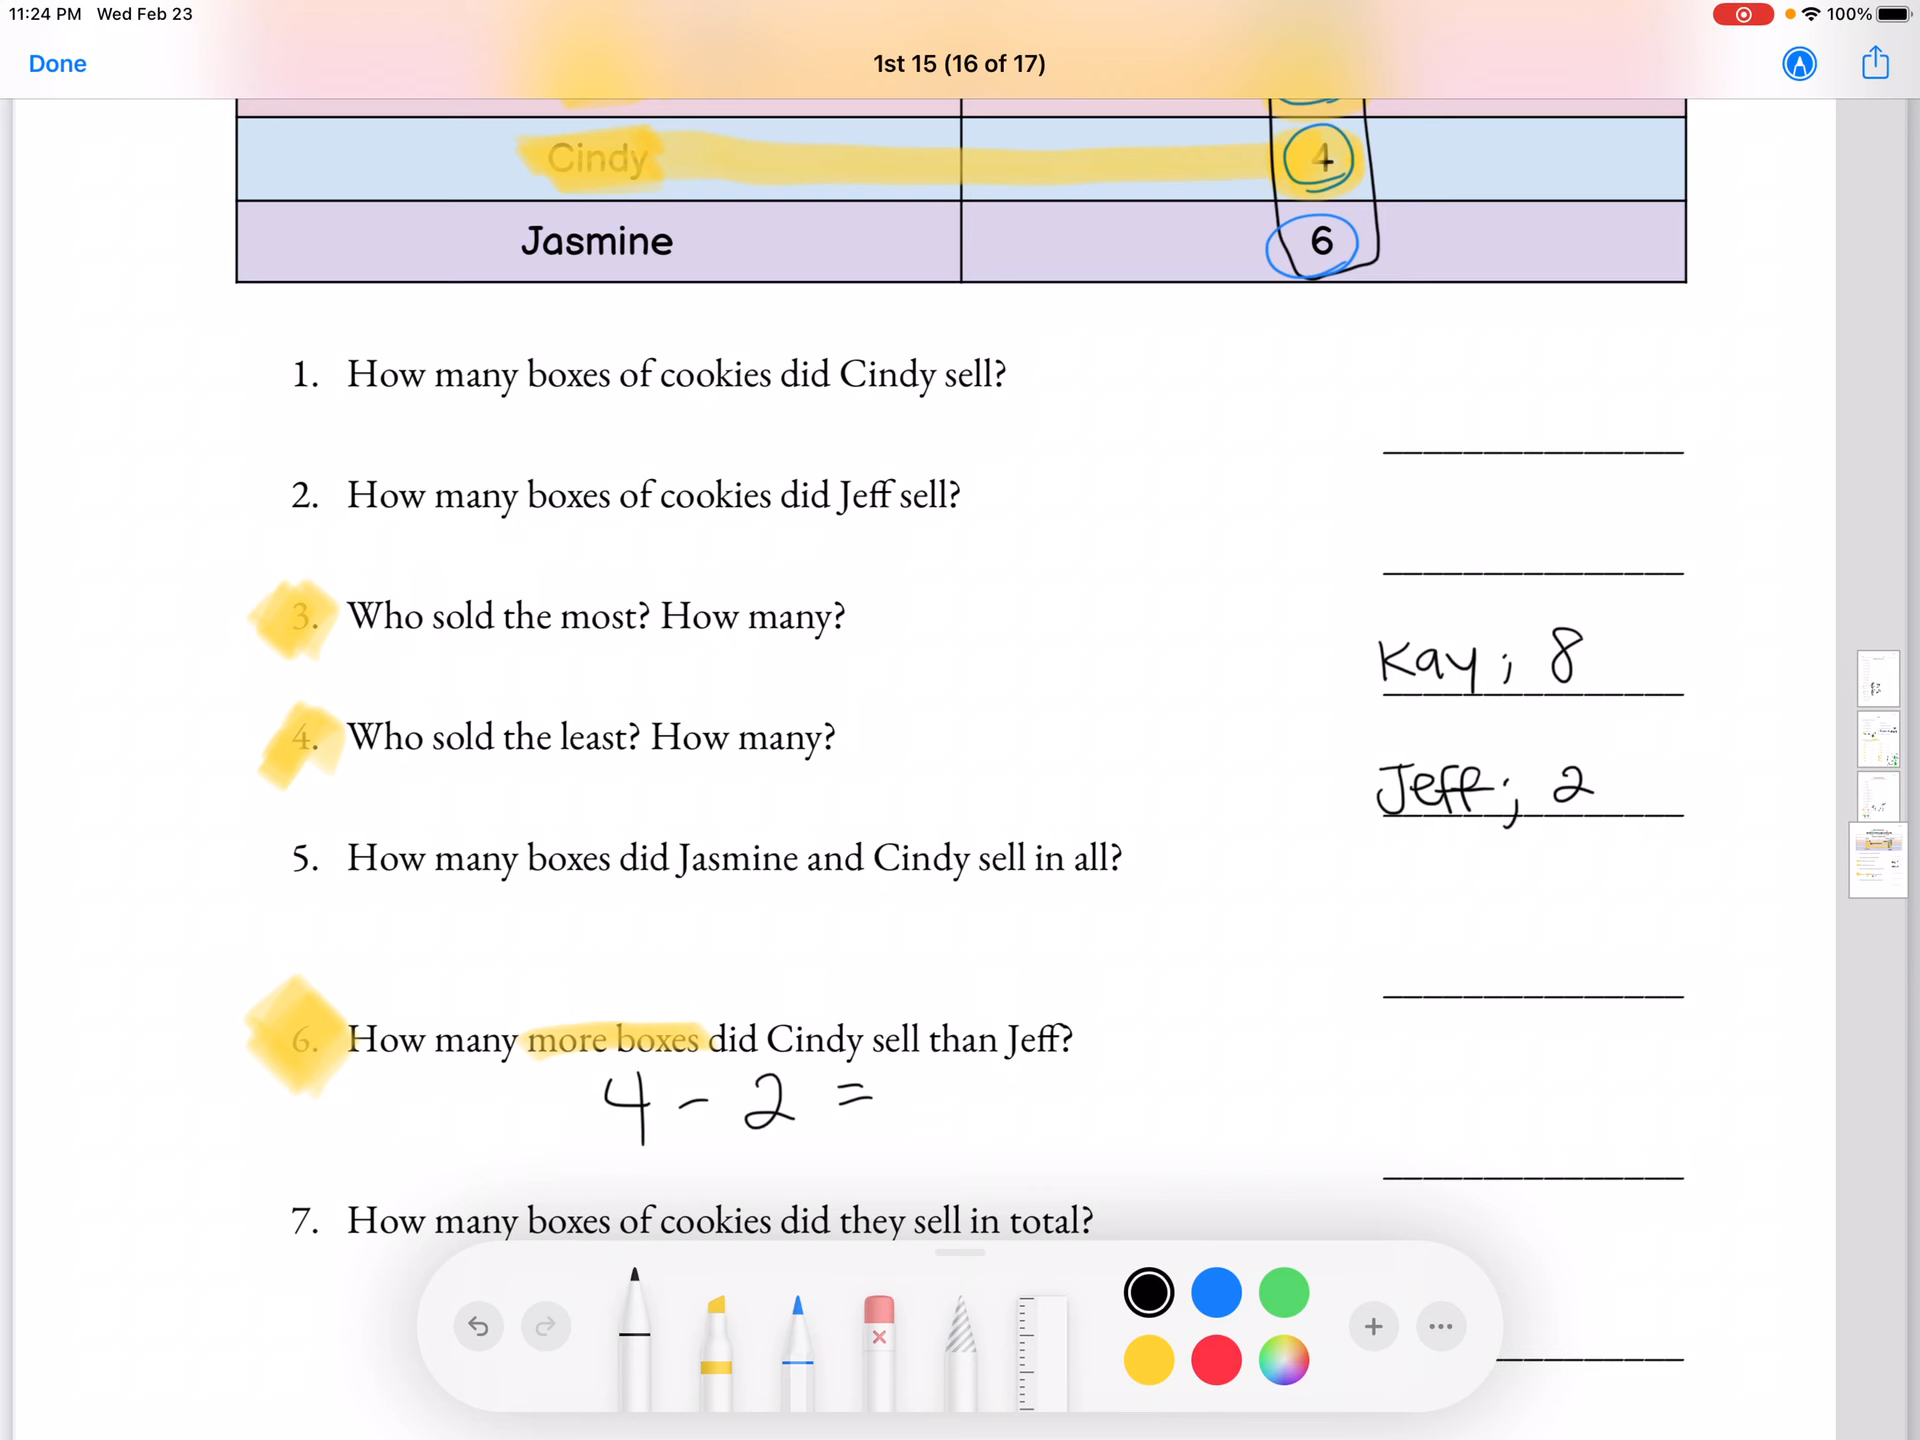 11:24 PM Wed Feb 23
100%
Done
1st 15 (16 of 17)
Cindy
4
Jasmine
6
1. How many boxes of cookies did Cindy sell?
2. How many boxes of cookies did Jeff sell?
3. Who sold the most? How many?
Kay; 8
4. Who sold the least? How many?
Jeff; 2
5. How many boxes did Jasmine and Cindy sell in all?
6. How many more boxes did Cindy sell than Jeff?
4 - 2 =
7. How many boxes of cookies did they sell in total?